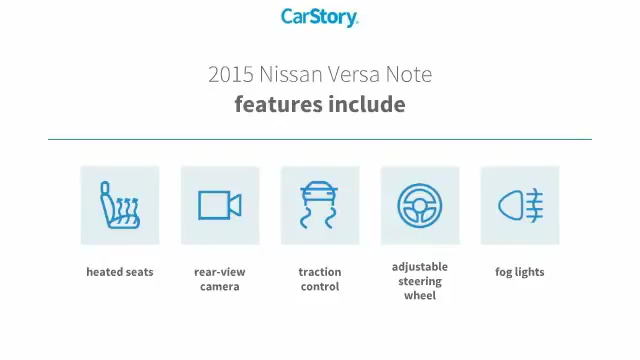 CarStory
2015 Nissan Versa Note
features include
heated seats
rear-view
camera
traction
control
adjustable
steering
wheel
fog lights